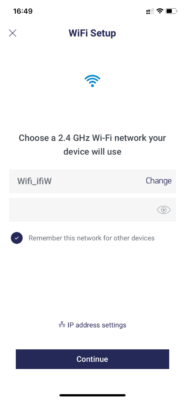 16:49
WiFi Setup
Choose a 2.4 GHz Wi-Fi network your
device will use
Wifi_ifiW Change
Remember this network for other devices
IP address settings
Continue